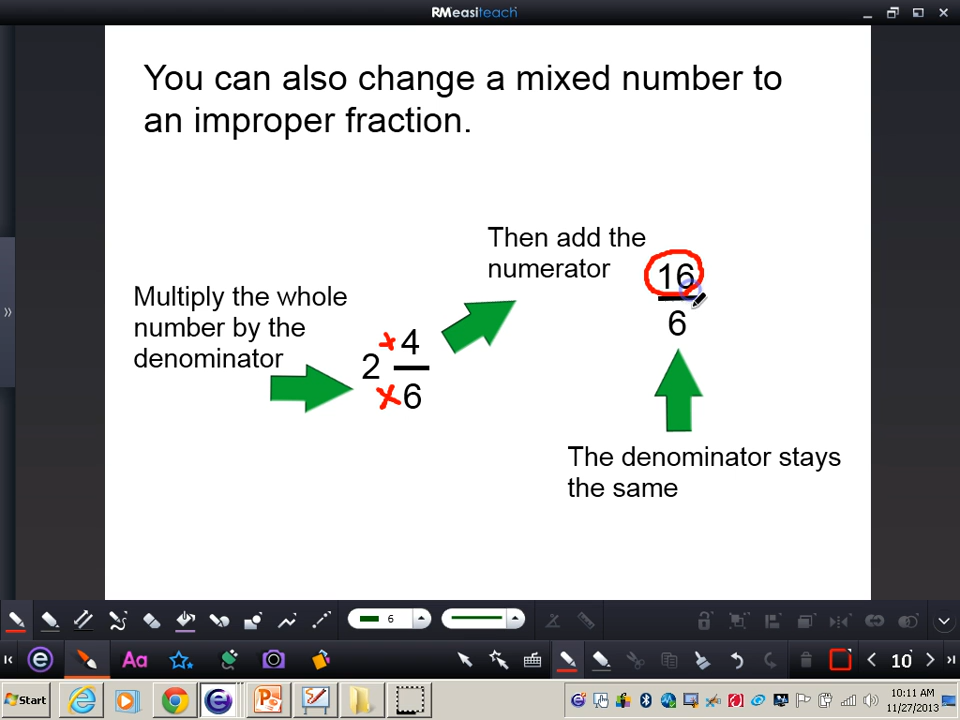 RMeasiteach
You can also change a mixed number to
an improper fraction.
Then add the
numerator
16
6
Multiply the whole
number by the
denominator
2 × 4
× 6
The denominator stays
the same
6
Aa
10
Start
10:11 AM
11/27/2013